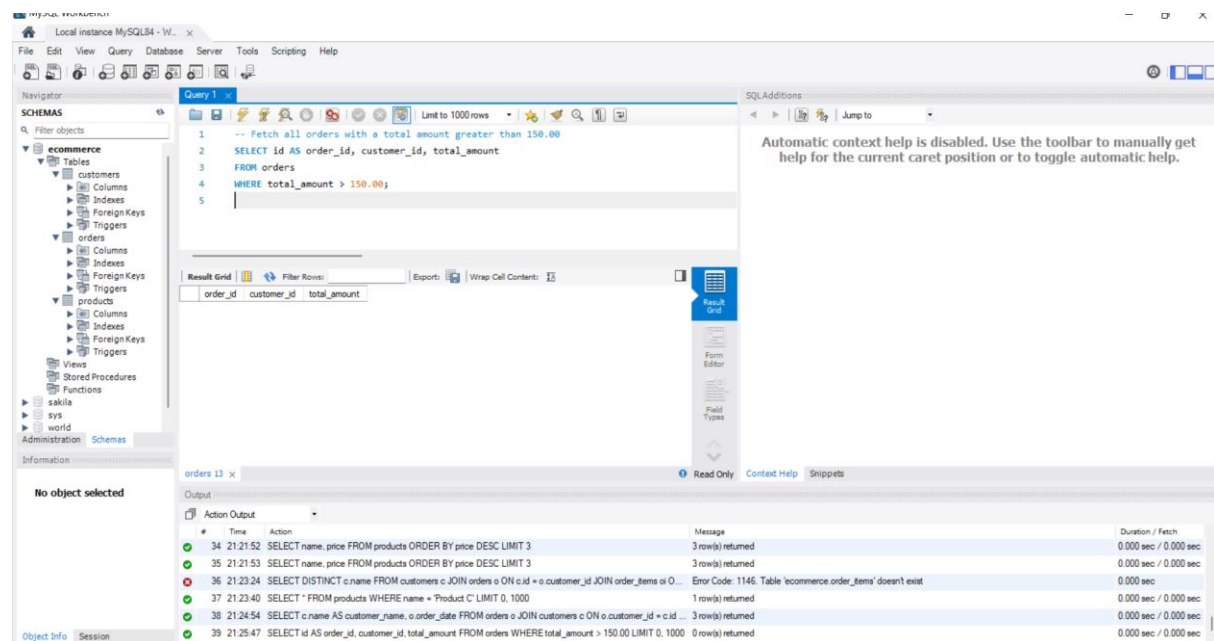 MySQL Workbench
Local instance MySQL84 - W... x
File Edit View Query Database Server Tools Scripting Help
Navigator
SCHEMAS
Filter objects
ecommerce
Tables
customers
Columns
Indexes
Foreign Keys
Triggers
orders
Columns
Indexes
Foreign Keys
Triggers
products
Columns
Indexes
Foreign Keys
Triggers
Views
Stored Procedures
Functions
sakila
sys
world
Administration Schemas
Information
No object selected
Object Info Session
Query 1 x
Limit to 1000 rows
1 -- Fetch all orders with a total amount greater than 150.00
2 SELECT id AS order_id, customer_id, total_amount
3 FROM orders
4 WHERE total_amount > 150.00;
5
Result Grid Filter Rows: Export: Wrap Cell Content:
order_id customer_id total_amount
Result
Grid
Form
Editor
Field
Types
orders 13 x Read Only
SQLAdditions
Jump to
Automatic context help is disabled. Use the toolbar to manually get
help for the current caret position or to toggle automatic help.
Context Help Snippets
Output
Action Output
# Time Action Message Duration / Fetch
34 21:21:52 SELECT name, price FROM products ORDER BY price DESC LIMIT 3 3 row(s) returned 0.000 sec / 0.000 sec
35 21:21:53 SELECT name, price FROM products ORDER BY price DESC LIMIT 3 3 row(s) returned 0.000 sec / 0.000 sec
36 21:23:24 SELECT DISTINCT c.name FROM customers c JOIN orders o ON c.id = o.customer_id JOIN order_items oi O... Error Code: 1146. Table 'ecommerce.order_items' doesn't exist 0.000 sec
37 21:23:40 SELECT * FROM products WHERE name = 'Product C' LIMIT 0, 1000 1 row(s) returned 0.000 sec / 0.000 sec
38 21:24:54 SELECT c.name AS customer_name, o.order_date FROM orders o JOIN customers c ON o.customer_id = c.id ... 3 row(s) returned 0.000 sec / 0.000 sec
39 21:25:47 SELECT id AS order_id, customer_id, total_amount FROM orders WHERE total_amount > 150.00 LIMIT 0, 1000 0 row(s) returned 0.000 sec / 0.000 sec